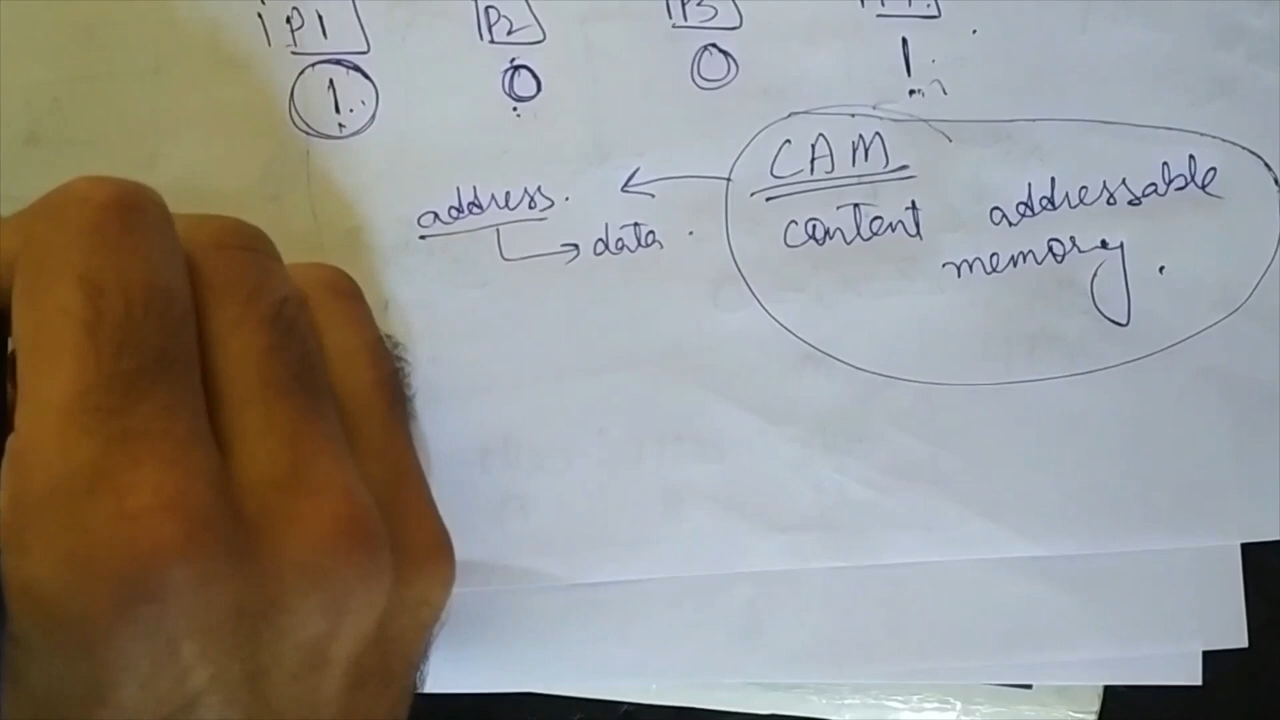 P1 P2 P3
1. 0 0 1.
CAM
address. ← content addressable
↳ data. memory.